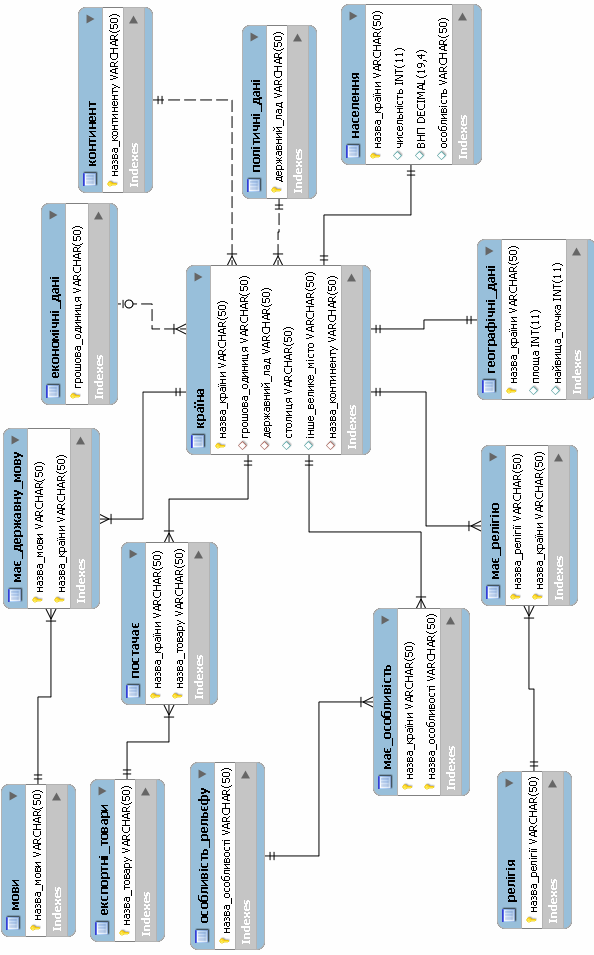 мови
назва_мови VARCHAR(50)
Indexes
має_державну_мову
назва_мови VARCHAR(50)
назва_країни VARCHAR(50)
Indexes
економічні_дані
грошова_одиниця VARCHAR(50)
Indexes
континент
назва_континенту VARCHAR(50)
Indexes
експортні_товари
назва_товару VARCHAR(50)
Indexes
постачає
назва_країни VARCHAR(50)
назва_товару VARCHAR(50)
Indexes
країна
назва_країни VARCHAR(50)
грошова_одиниця VARCHAR(50)
державний_лад VARCHAR(50)
столиця VARCHAR(50)
інше_велике_місто VARCHAR(50)
назва_континенту VARCHAR(50)
Indexes
політичні_дані
державний_лад VARCHAR(50)
Indexes
населення
назва_країни VARCHAR(50)
чисельність INT(11)
ВНП DECIMAL(19,4)
особливість VARCHAR(50)
Indexes
особливість_рельєфу
назва_особливості VARCHAR(50)
Indexes
має_особливість
назва_країни VARCHAR(50)
назва_особливості VARCHAR(50)
Indexes
географічні_дані
назва_країни VARCHAR(50)
площа INT(11)
найвища_точка INT(11)
Indexes
релігія
назва_релігії VARCHAR(50)
Indexes
має_релігію
назва_релігії VARCHAR(50)
назва_країни VARCHAR(50)
Indexes